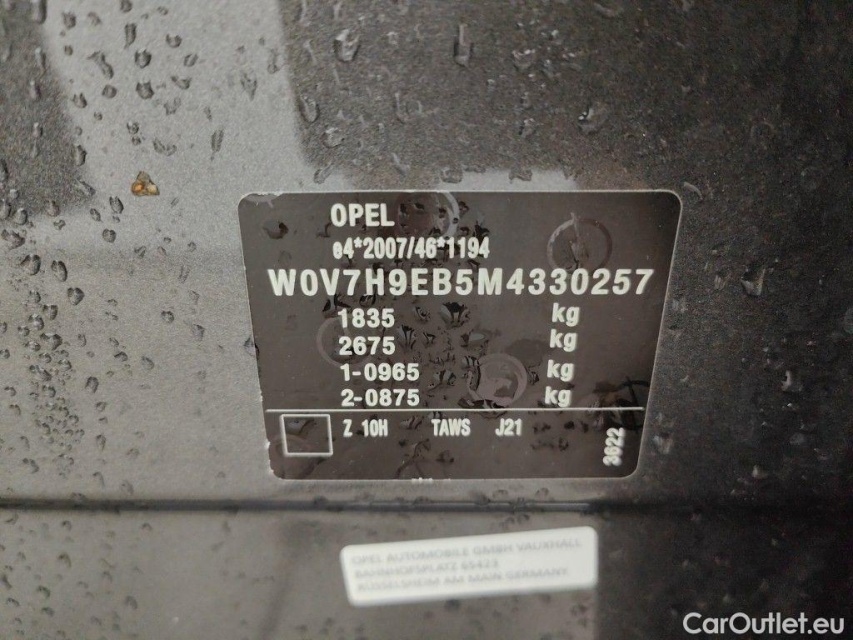 OPEL
e4*2007/46*1194
W0V7H9EB5M4330257
1835 kg
2675 kg
1-0965 kg
2-0875 kg
Z 10H TAWS J21
3622
OPEL AUTOMOBILE GMBH VAUXHALL
BAHNHOFSPLATZ 65423
RUSSELSHEIM AM MAIN GERMANY
CarOutlet.eu